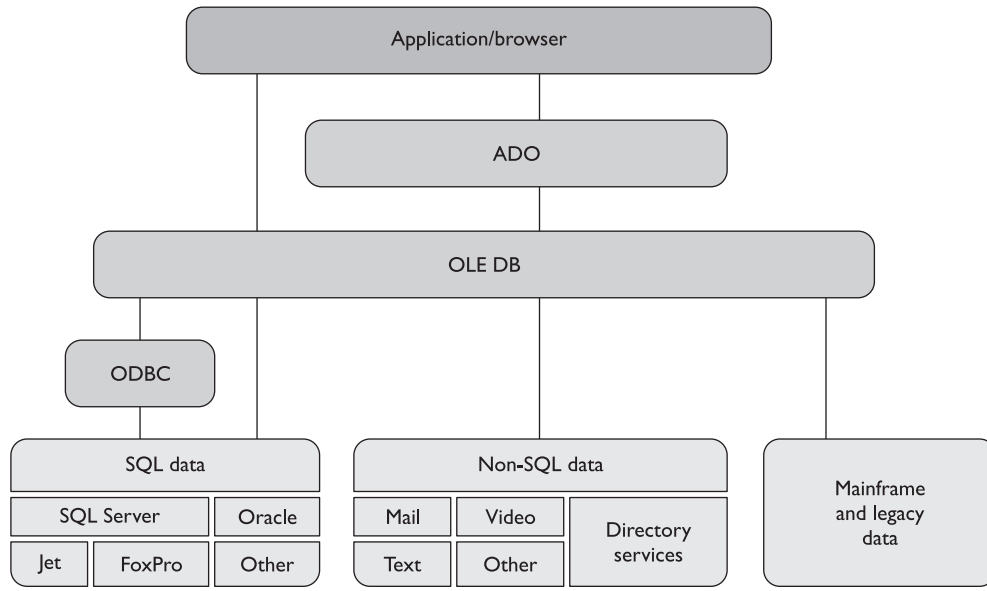 Application/browser
ADO
OLE DB
ODBC
SQL data
SQL Server
Oracle
Jet
FoxPro
Other
Non-SQL data
Mail
Video
Text
Other
Directory
services
Mainframe
and legacy
data